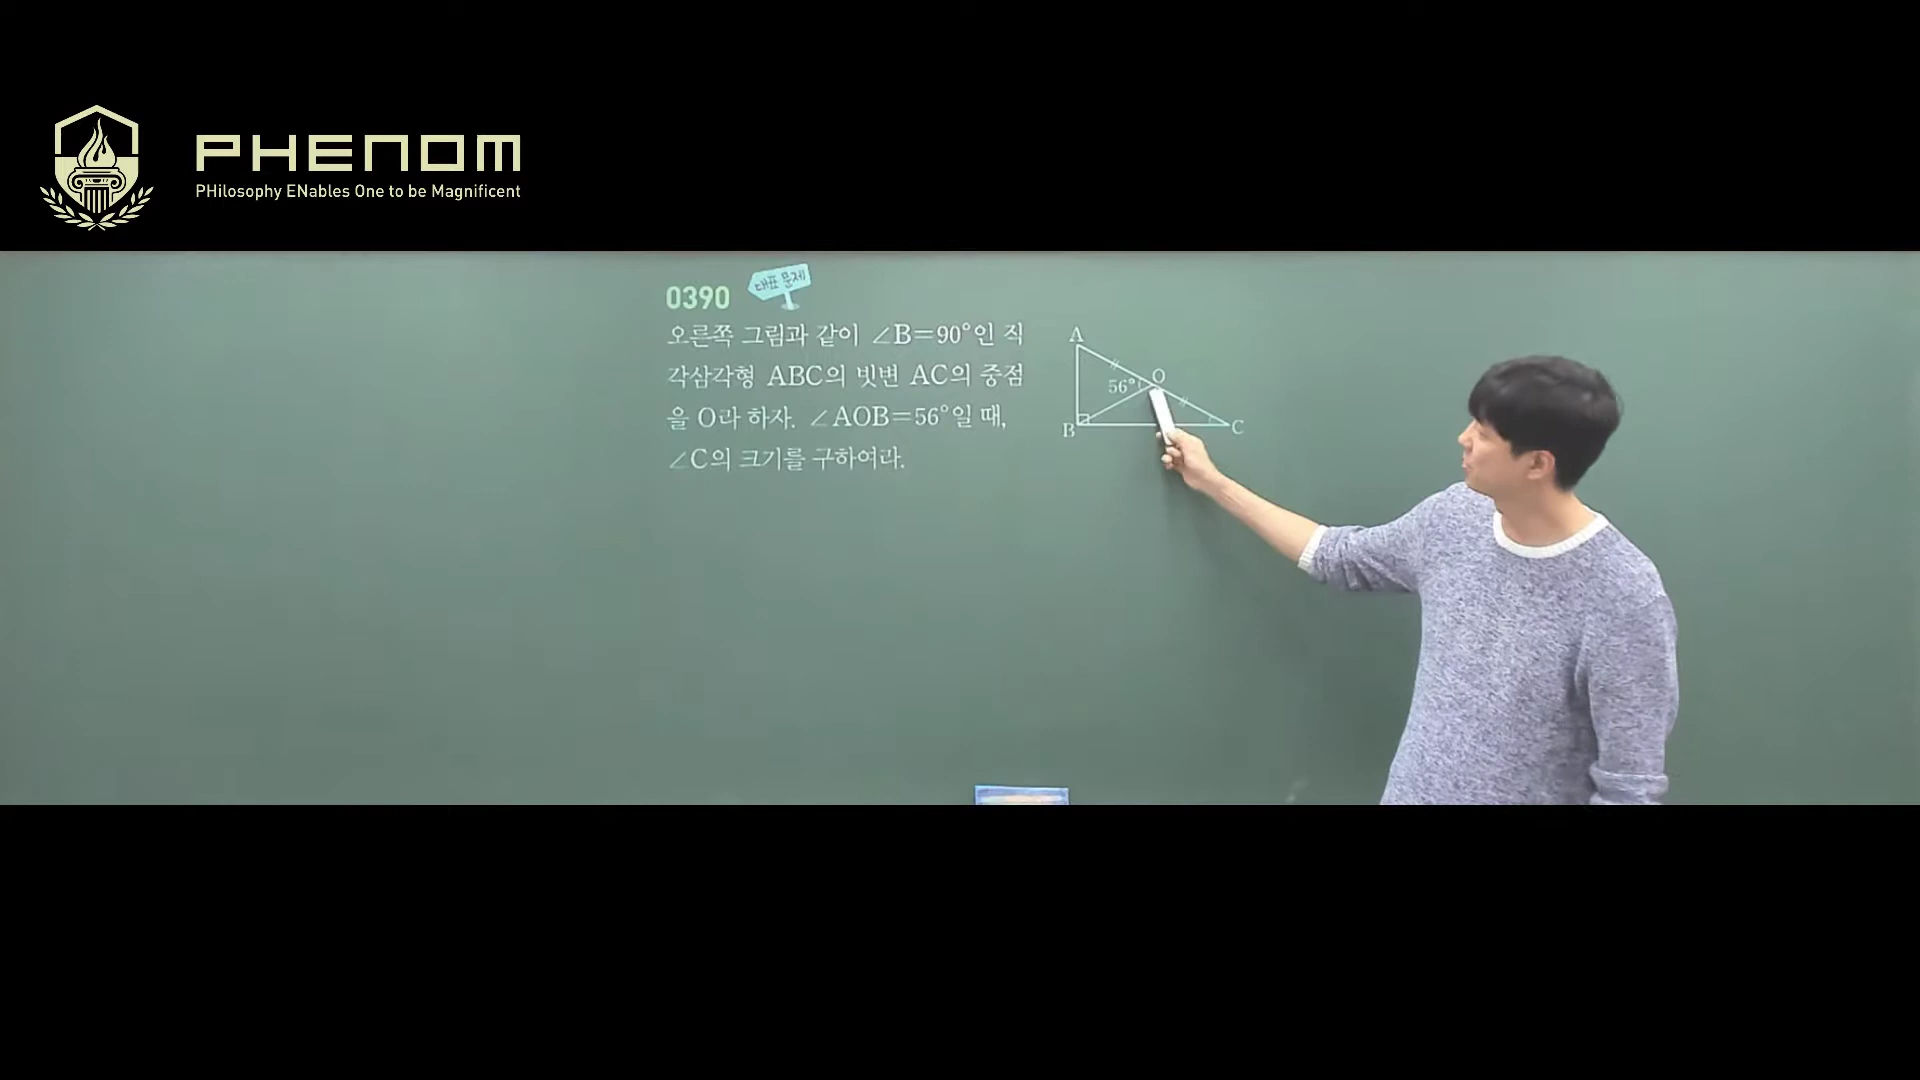 PHENOM
PHilosophy ENables One to be Magnificent
0390
대표 문제
오른쪽 그림과 같이 ∠B=90°인 직
각삼각형 ABC의 빗변 AC의 중점
을 O라 하자. ∠AOB=56°일 때,
∠C의 크기를 구하여라.
A
O
56°
B
C